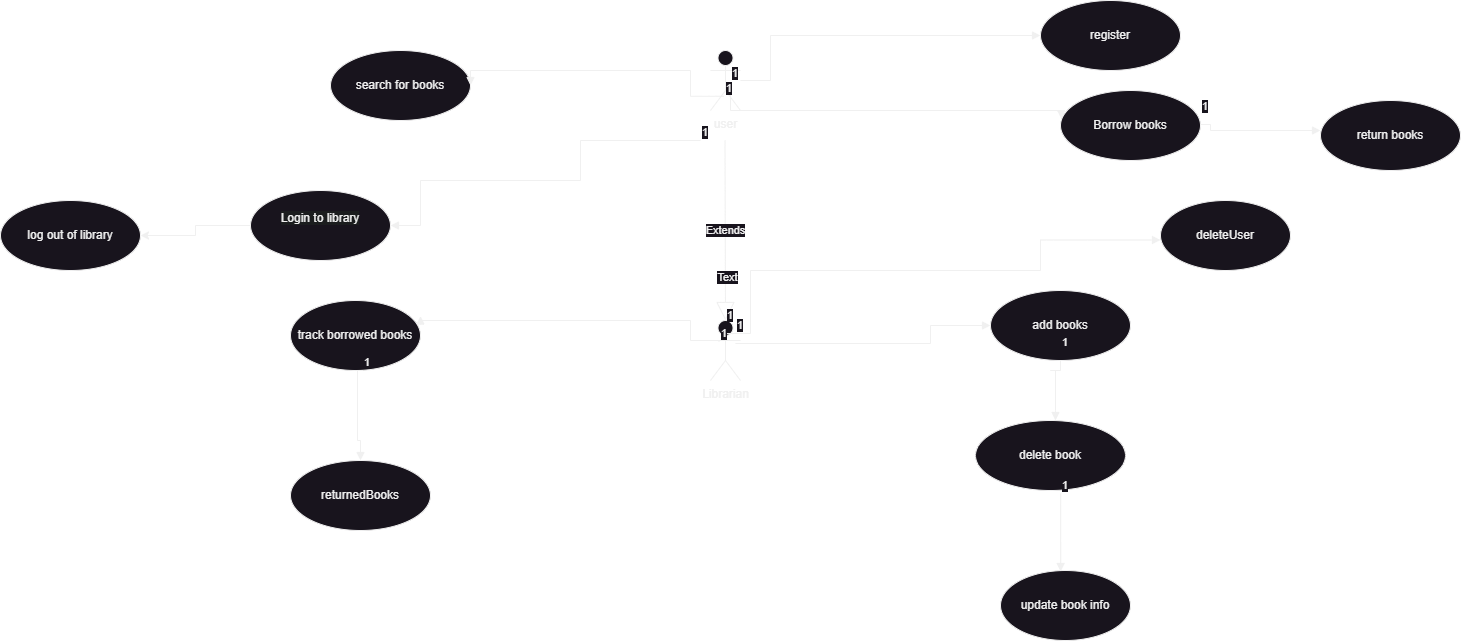 register
search for books
1
1
user
1
Borrow books
1
return books
Login to library
log out of library
Extends
deleteUser
Text
1
1
1
track borrowed books
1
add books
1
Librarian
delete book
1
returnedBooks
update book info